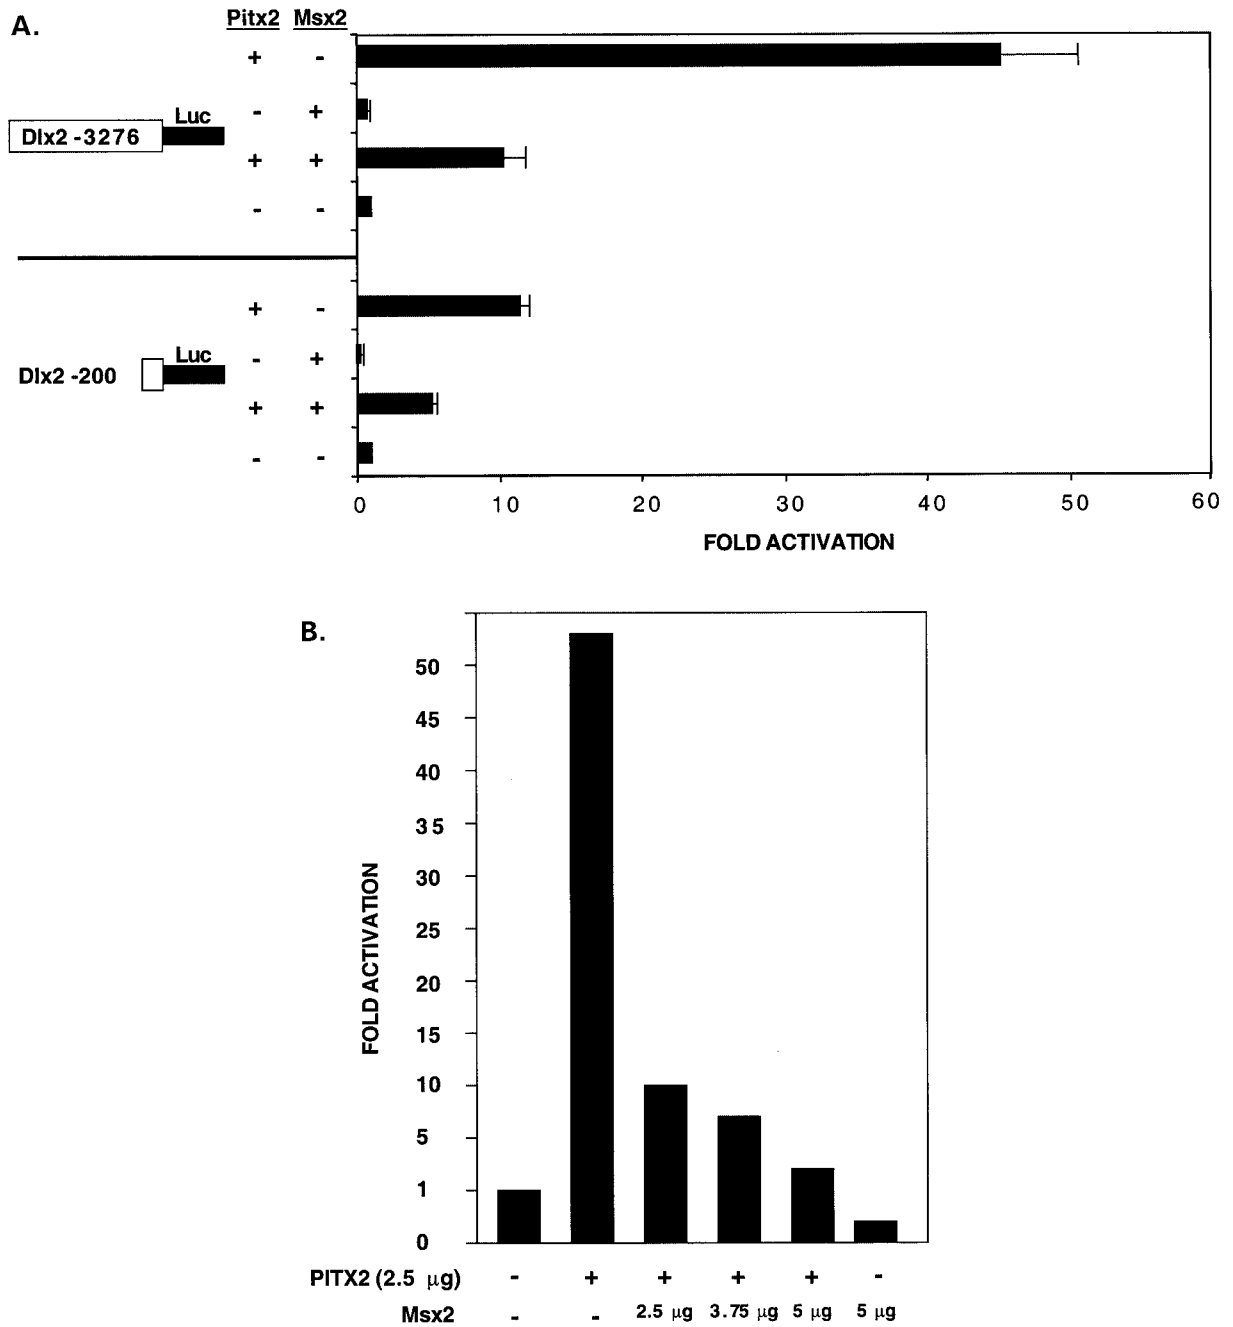 A.
Pitx2 Msx2
+ -
- +
Luc
Dlx2 -3276
+ +
- -
+ -
Luc
- +
Dlx2 -200
+ +
- -
0 10 20 30 40 50 60
FOLD ACTIVATION
B.
50
45
40
35
30
25
20
15
10
5
1
0
FOLD ACTIVATION
PITX2 (2.5 µg) - + + + + -
Msx2 - - 2.5 µg 3.75 µg 5 µg 5 µg